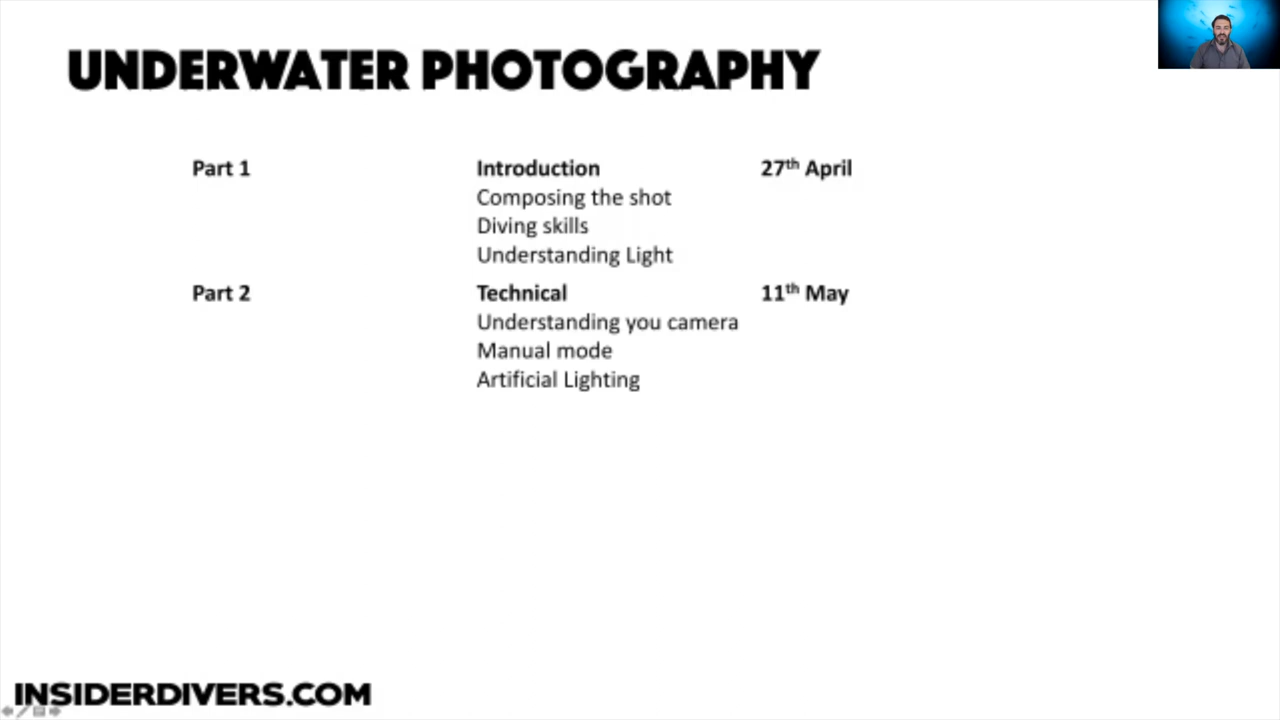 UNDERWATER PHOTOGRAPHY
Part 1 Introduction 27th April
Composing the shot
Diving skills
Understanding Light
Part 2 Technical 11th May
Understanding you camera
Manual mode
Artificial Lighting
INSIDERDIVERS.COM